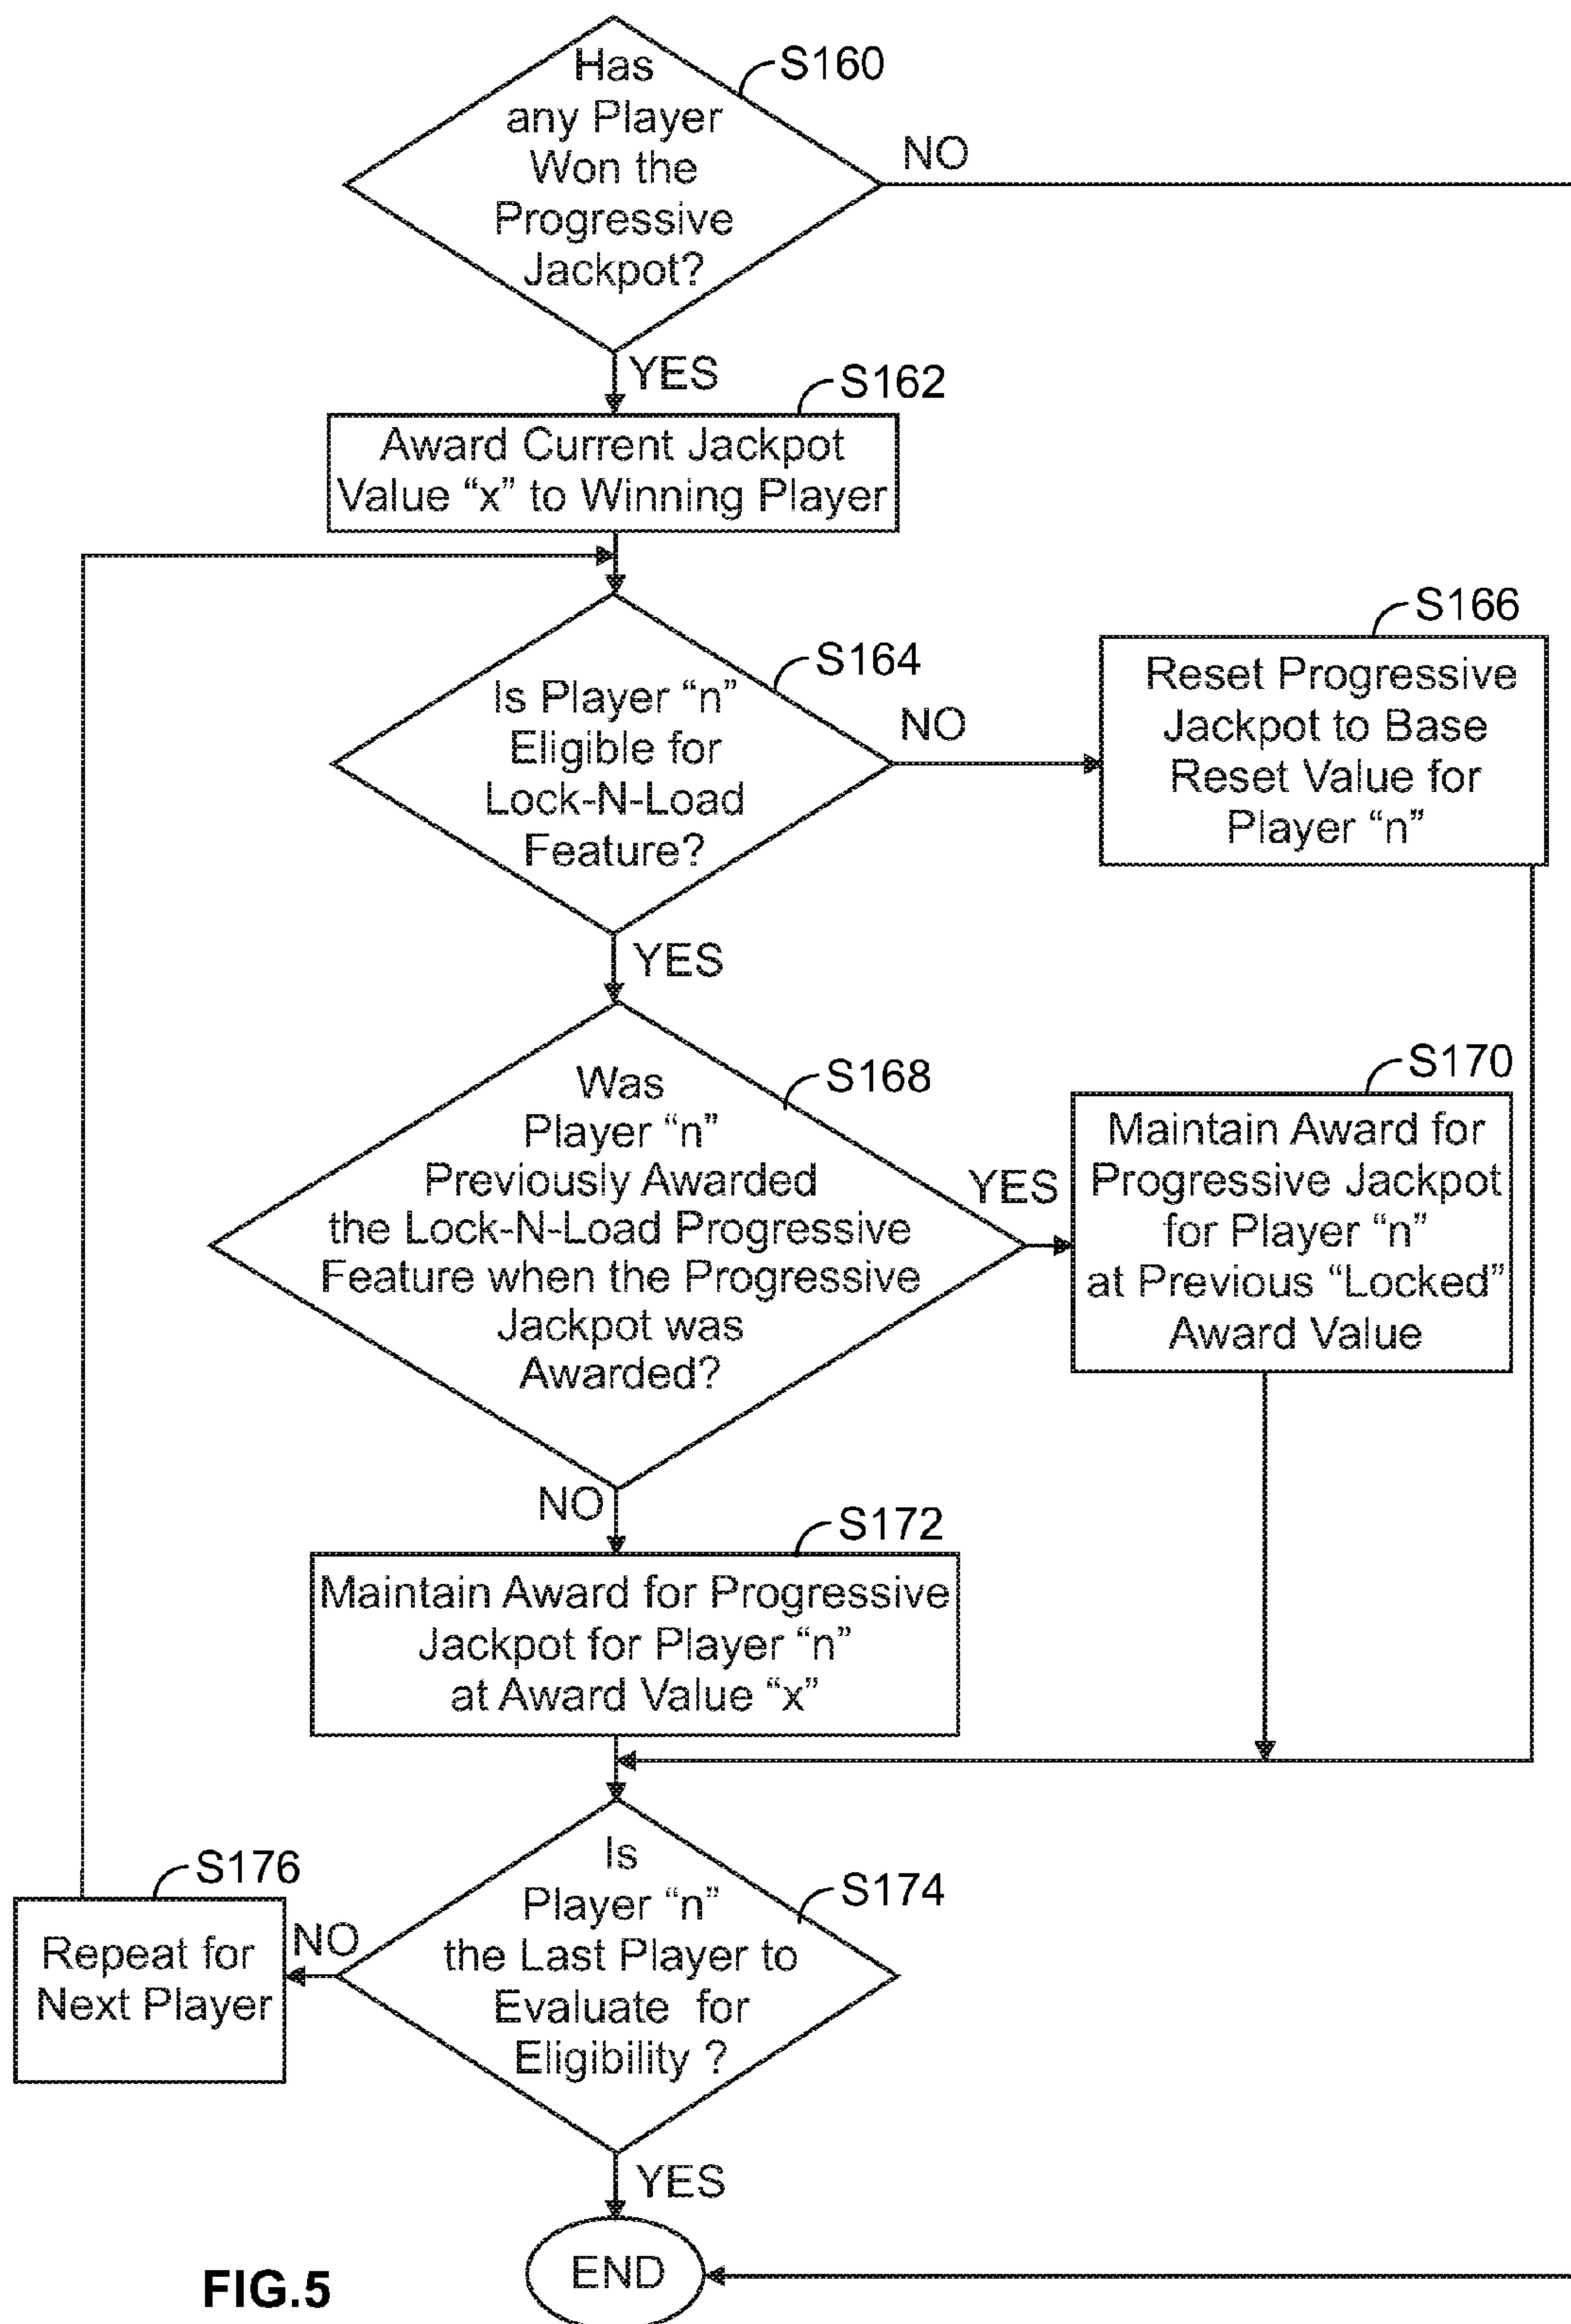 Has
any Player
Won the
Progressive
Jackpot?
S160
NO
YES
S162
Award Current Jackpot
Value “x” to Winning Player
S164
Is Player “n”
Eligible for
Lock-N-Load
Feature?
NO
S166
Reset Progressive
Jackpot to Base
Reset Value for
Player “n”
YES
S168
Was
Player “n”
Previously Awarded
the Lock-N-Load Progressive
Feature when the Progressive
Jackpot was
Awarded?
YES
S170
Maintain Award for
Progressive Jackpot
for Player “n”
at Previous “Locked”
Award Value
NO
S172
Maintain Award for Progressive
Jackpot for Player “n”
at Award Value “x”
S174
Is
Player “n”
the Last Player to
Evaluate for
Eligibility ?
NO
S176
Repeat for
Next Player
YES
END
FIG.5